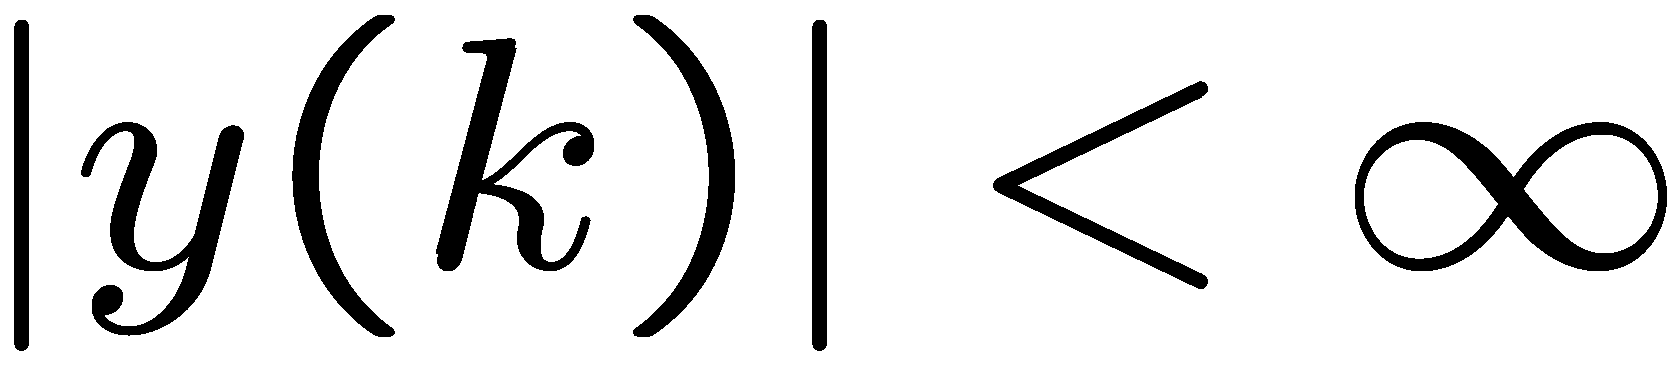 |y(k)| < ∞